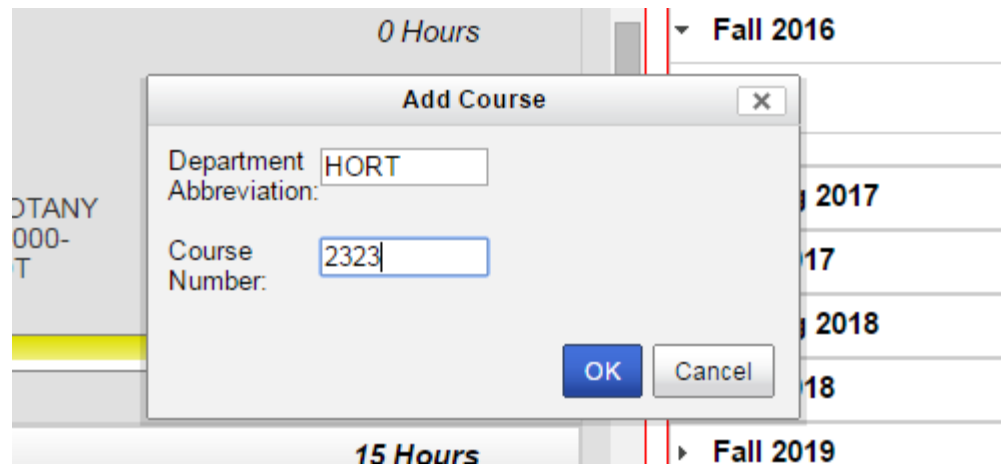 0 Hours
Fall 2016
Add Course
Department
Abbreviation:
HORT
2017
000-
Course
Number:
2323
17
2018
OK
Cancel
18
15 Hours
Fall 2019